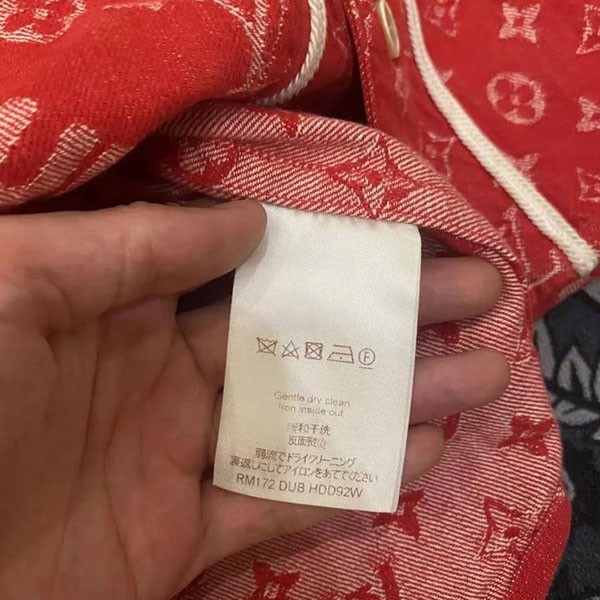 F
Gentle dry clean
Iron inside out
缓和干洗
反面熨烫
弱流でドライクリーニング
裏返しにしてアイロンをあててください
RM172 DUB HDD92W